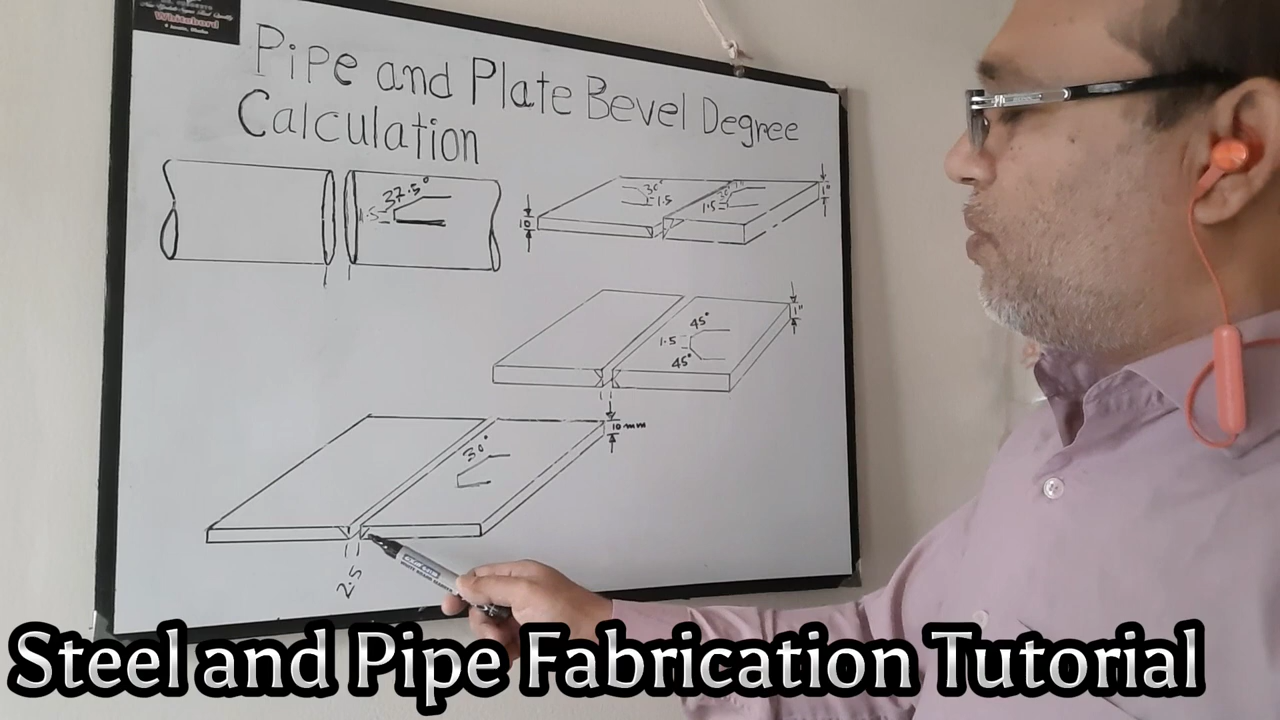 Whitebord
Pipe and Plate Bevel Degree
Calculation
37.5°
1.5
30°
1.5
1.5
10
1"
45°
1.5
45°
1"
30°
10 mm
2.5
Steel and Pipe Fabrication Tutorial